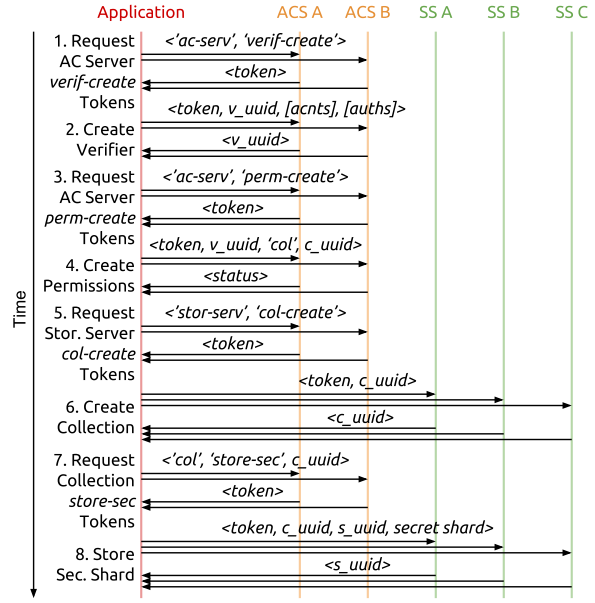 Application ACS A ACS B SS A SS B SS C
1. Request <'ac-serv', 'verif-create'>
AC Server
verif-create <token>
Tokens
<token, v_uuid, [acnts], [auths]>
2. Create
Verifier <v_uuid>
3. Request <'ac-serv', 'perm-create'>
AC Server
perm-create <token>
Tokens
<token, v_uuid, 'col', c_uuid>
4. Create
Permissions <status>
5. Request <'stor-serv', 'col-create'>
Stor. Server
col-create <token>
Tokens
<token, c_uuid>
6. Create
Collection <c_uuid>
7. Request <'col', 'store-sec', c_uuid>
Collection
store-sec <token>
Tokens
<token, c_uuid, s_uuid, secret shard>
8. Store
Sec. Shard <s_uuid>
Time